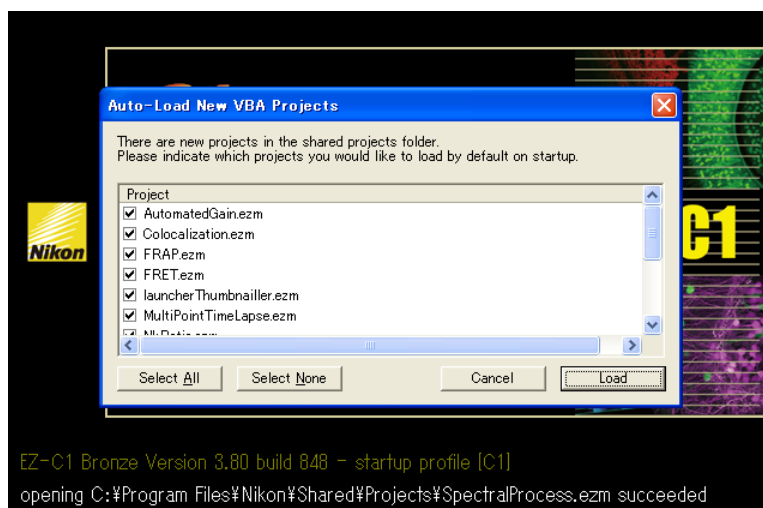 Auto-Load New VBA Projects
There are new projects in the shared projects folder.
Please indicate which projects you would like to load by default on startup.
Project
AutomatedGain.ezm
Colocalization.ezm
FRAP.ezm
FRET.ezm
launcherThumbnailler.ezm
MultiPointTimeLapse.ezm
Nikon
C1
Select All Select None Cancel Load
EZ-C1 Bronze Version 3.80 build 848 - startup profile [C1]
opening C:¥Program Files¥Nikon¥Shared¥Projects¥SpectralProcess.ezm succeeded